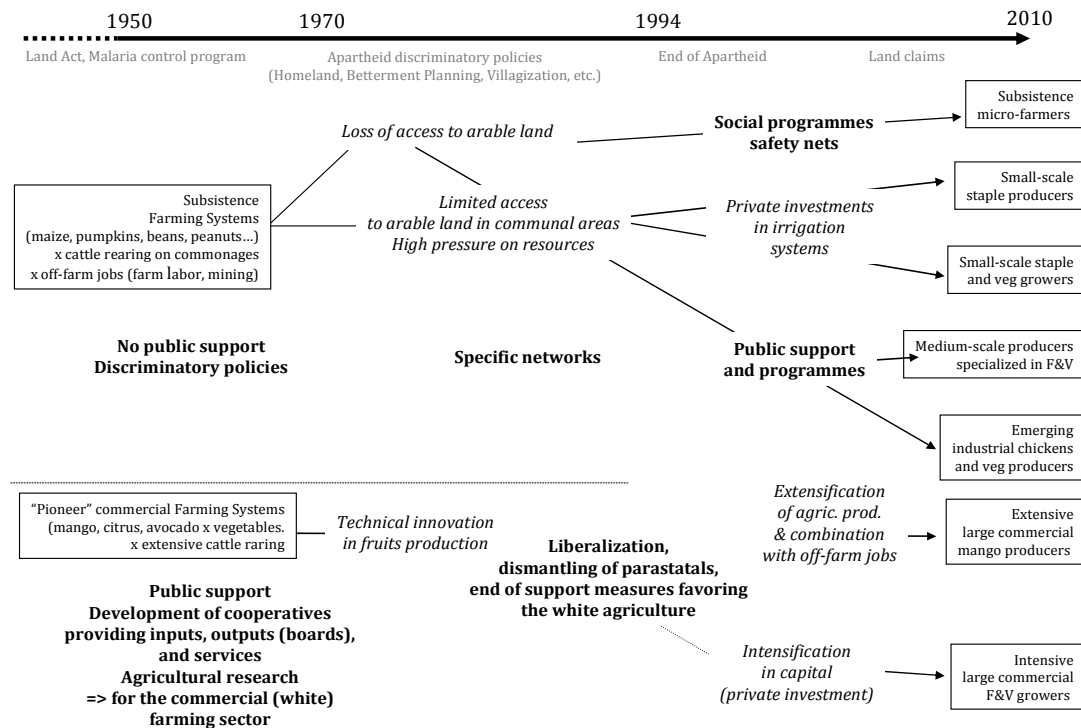 1950
1970
1994
2010
Land Act, Malaria control program
Apartheid discriminatory policies
(Homeland, Betterment Planning, Villagization, etc.)
End of Apartheid
Land claims
Loss of access to arable land
Social programmes
safety nets
Subsistence
micro-farmers
Subsistence
Farming Systems
(maize, pumpkins, beans, peanuts...)
x cattle rearing on commonages
x off-farm jobs (farm labor, mining)
Limited access
to arable land in communal areas
High pressure on resources
Private investments
in irrigation
systems
Small-scale
staple producers
Small-scale staple
and veg growers
No public support
Discriminatory policies
Specific networks
Public support
and programmes
Medium-scale producers
specialized in F&V
Emerging
industrial chickens
and veg producers
"Pioneer" commercial Farming Systems
(mango, citrus, avocado x vegetables.
x extensive cattle raring
Technical innovation
in fruits production
Extensification
of agric. prod.
& combination
with off-farm jobs
Extensive
large commercial
mango producers
Liberalization,
dismantling of parastatals,
end of support measures favoring
the white agriculture
Public support
Development of cooperatives
providing inputs, outputs (boards),
and services
Agricultural research
=> for the commercial (white)
farming sector
Intensification
in capital
(private investment)
Intensive
large commercial
F&V growers